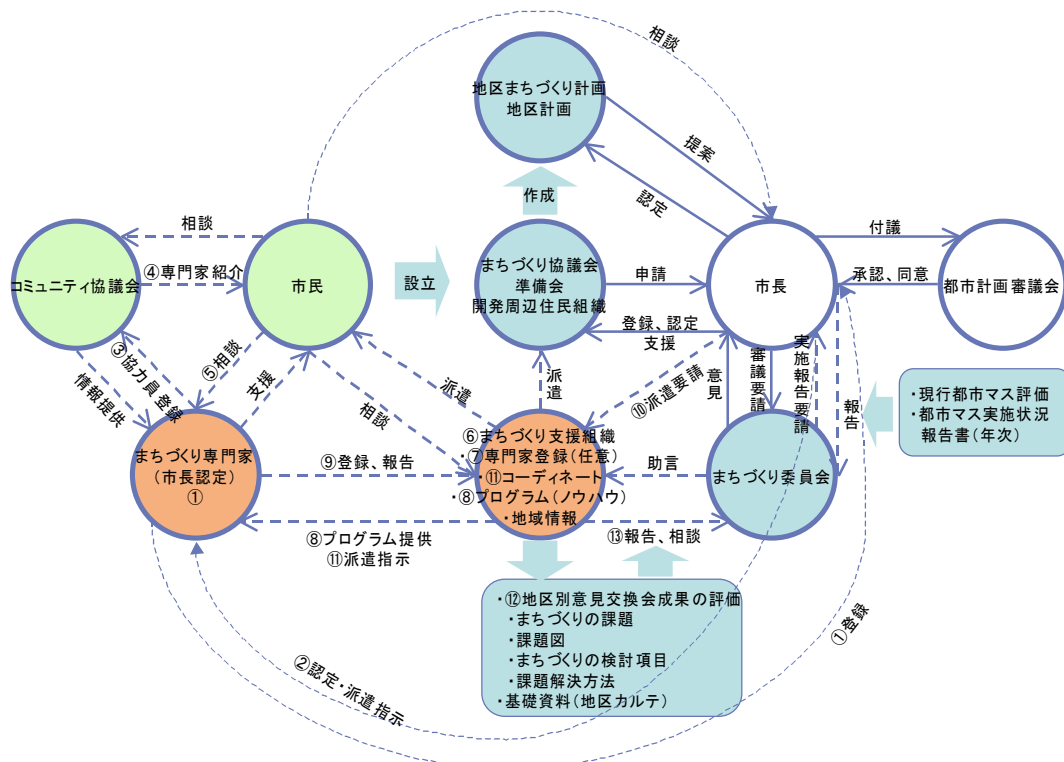 相談
地区まちづくり計画
地区計画
提案
認定
作成
相談
④専門家紹介
コミュニティ協議会
市民
設立
まちづくり協議会
準備会
開発周辺住民組織
申請
登録、認定
支援
市長
付議
承認、同意
都市計画審議会
③協力員登録
情報提供
⑤相談
支援
派遣
相談
派遣
⑩派遣要請
意見
審議要請
実施報告要請
報告
・現行都市マス評価
・都市マス実施状況
報告書(年次)
まちづくり専門家
(市長認定)
①
⑨登録、報告
⑥まちづくり支援組織
・⑦専門家登録(任意)
・⑪コーディネート
・⑧プログラム(ノウハウ)
・地域情報
助言
まちづくり委員会
⑧プログラム提供
⑪派遣指示
⑬報告、相談
・⑫地区別意見交換会成果の評価
・まちづくりの課題
・課題図
・まちづくりの検討項目
・課題解決方法
・基礎資料(地区カルテ)
②認定・派遣指示
①登録